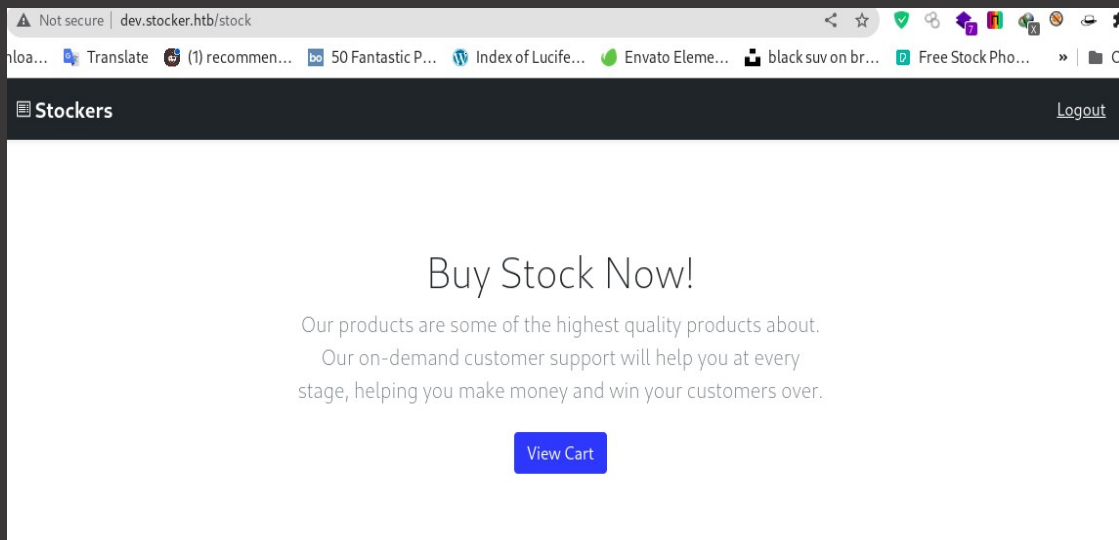 Not secure | dev.stocker.htb/stock
7 X
nloa... Translate (1) recommen... bo 50 Fantastic P... Index of Lucife... Envato Eleme... black suv on br... D Free Stock Pho... »
Stockers Logout
Buy Stock Now!
Our products are some of the highest quality products about.
Our on-demand customer support will help you at every
stage, helping you make money and win your customers over.
View Cart